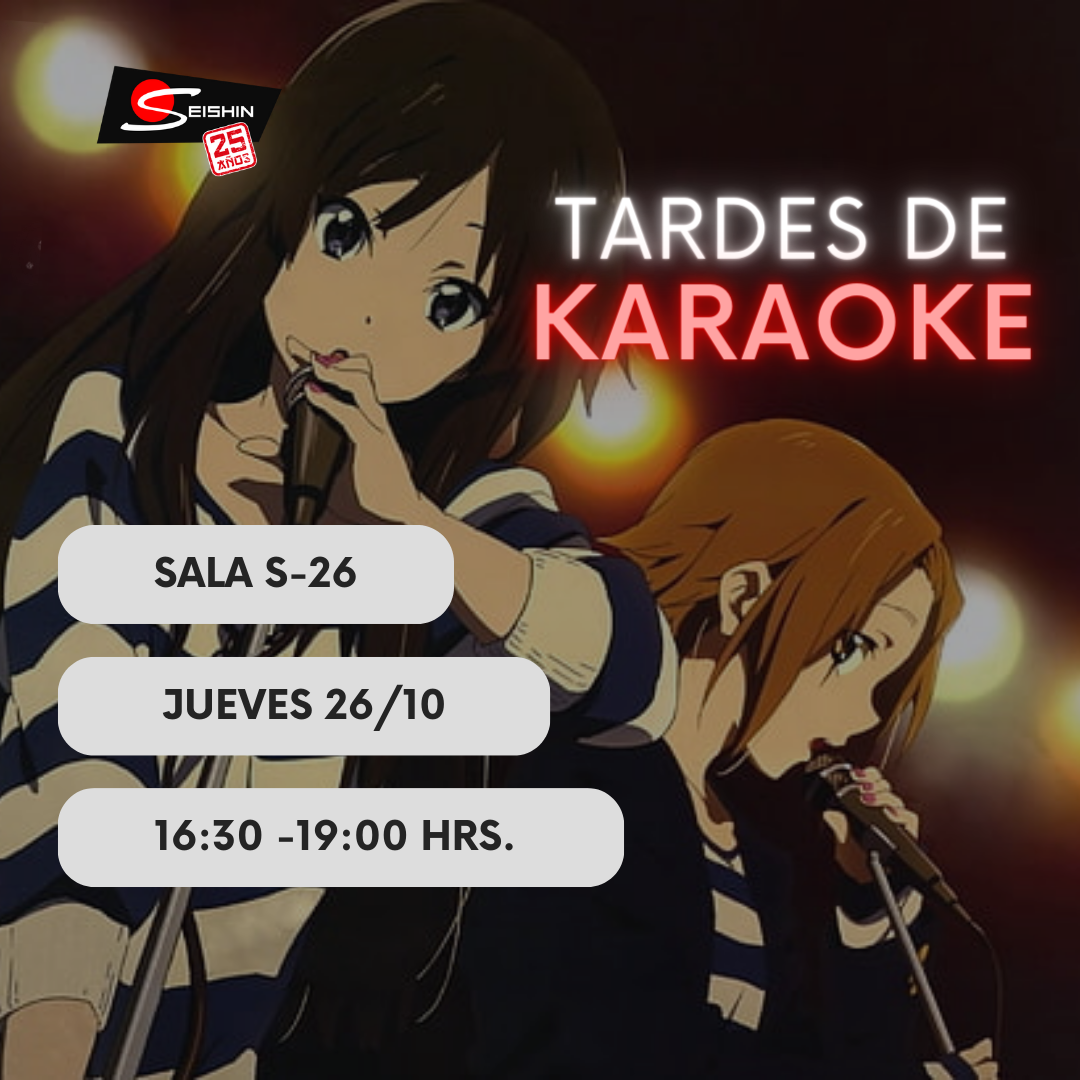 SEISHIN
25
AÑOS
TARDES DE
KARAOKE
SALA S-26
JUEVES 26/10
16:30 -19:00 HRS.